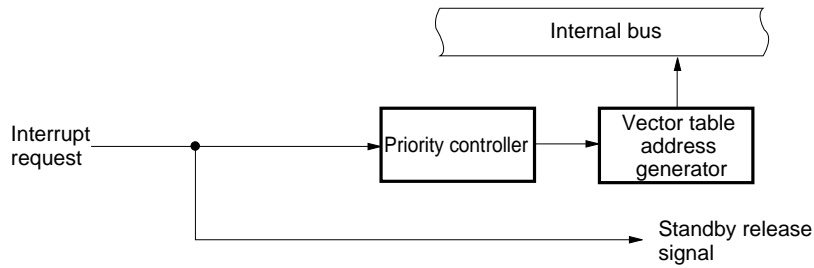 Internal bus
Interrupt
request
Priority controller
Vector table
address
generator
Standby release
signal